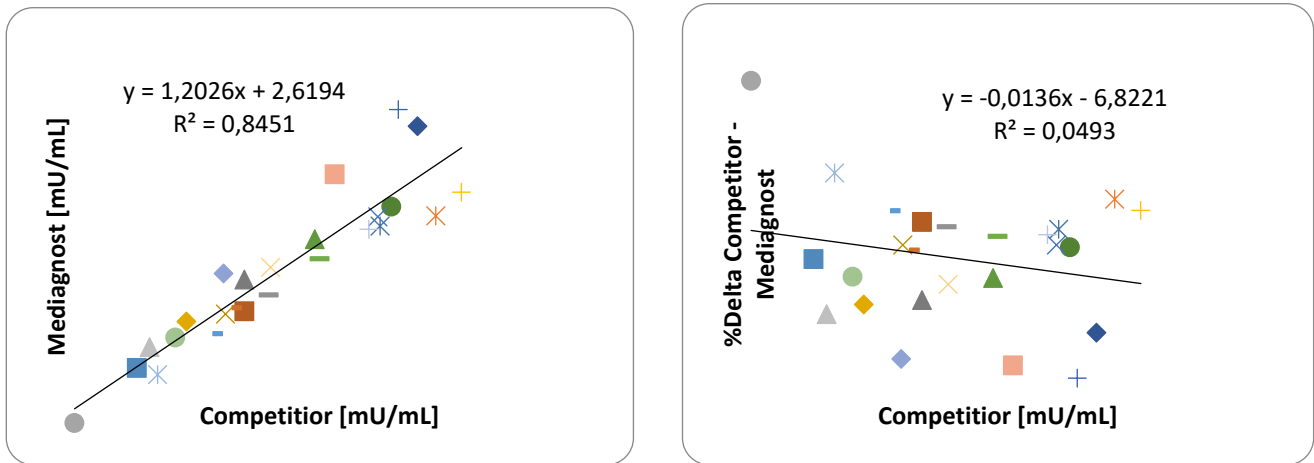 y = 1,2026x + 2,6194
R² = 0,8451
Mediagnost [mU/mL]
Competitior [mU/mL]
y = -0,0136x - 6,8221
R² = 0,0493
%Delta Competitor -
Mediagnost
Competitior [mU/mL]